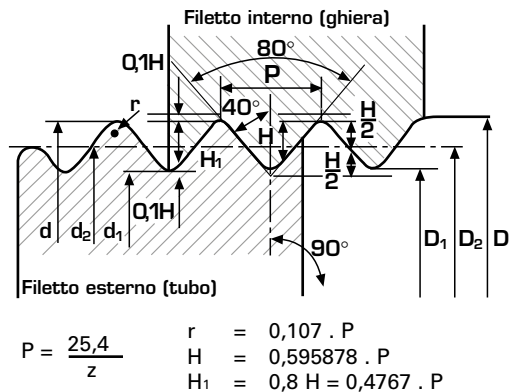 Filetto interno (ghiera)
80°
0,1H
P
r
40°
H
H₁
H/2
H/2
d
d₂
d₁
0,1H
90°
D₁
D₂
D
Filetto esterno (tubo)
P = 25,4 / z
r = 0,107 . P
H = 0,595878 . P
H₁ = 0,8 H = 0,4767 . P